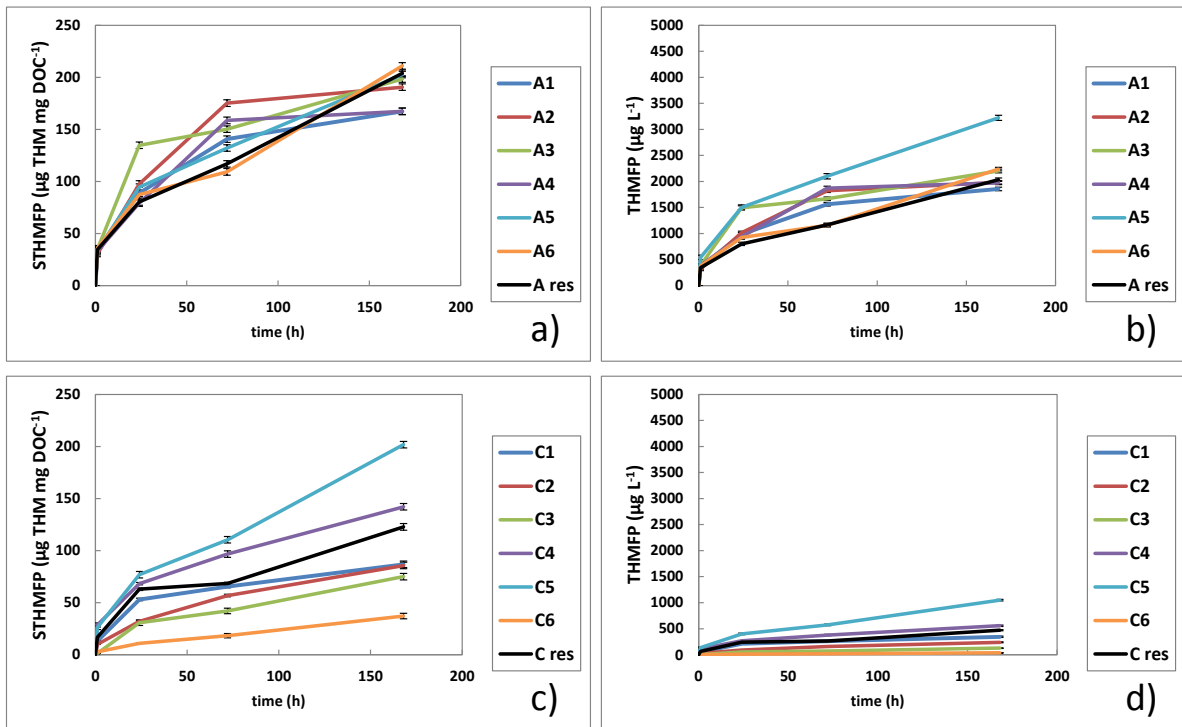 STHMFP (µg THM mg DOC⁻¹)
250
200
150
100
50
0
0 50 100 150 200
time (h)
A1
A2
A3
A4
A5
A6
A res
a)
THMFP (µg L⁻¹)
5000
4500
4000
3500
3000
2500
2000
1500
1000
500
0
0 50 100 150 200
time (h)
A1
A2
A3
A4
A5
A6
A res
b)
STHMFP (µg THM mg DOC⁻¹)
250
200
150
100
50
0
0 50 100 150 200
time (h)
C1
C2
C3
C4
C5
C6
C res
c)
THMFP (µg L⁻¹)
5000
4500
4000
3500
3000
2500
2000
1500
1000
500
0
0 50 100 150 200
time (h)
C1
C2
C3
C4
C5
C6
C res
d)